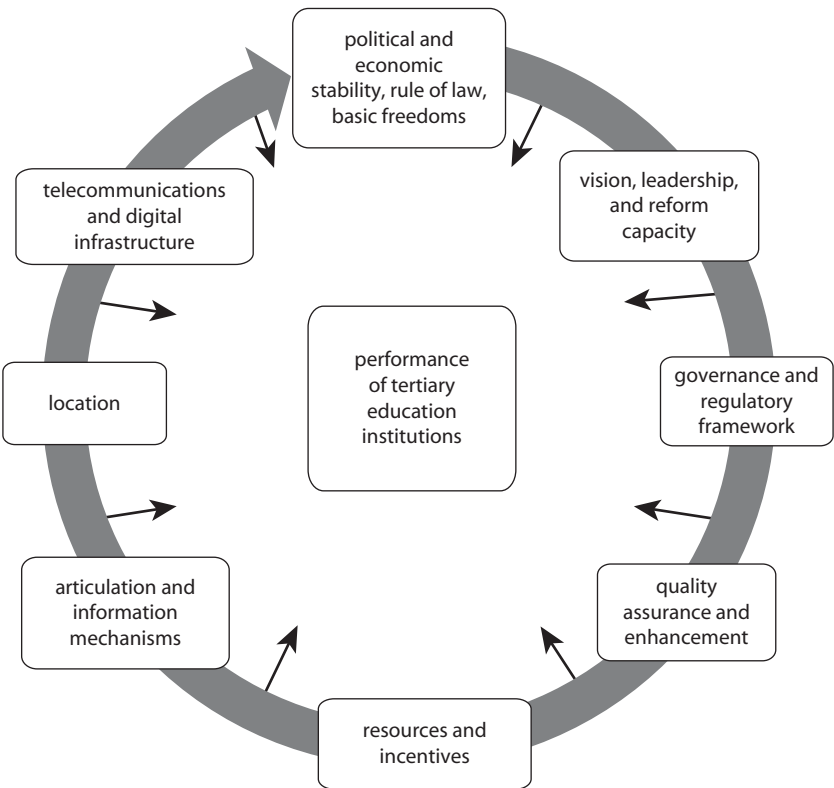 political and
economic
stability, rule of law,
basic freedoms
vision, leadership,
and reform
capacity
telecommunications
and digital
infrastructure
performance
of tertiary
education
institutions
governance and
regulatory
framework
location
quality
assurance and
enhancement
articulation and
information
mechanisms
resources and
incentives